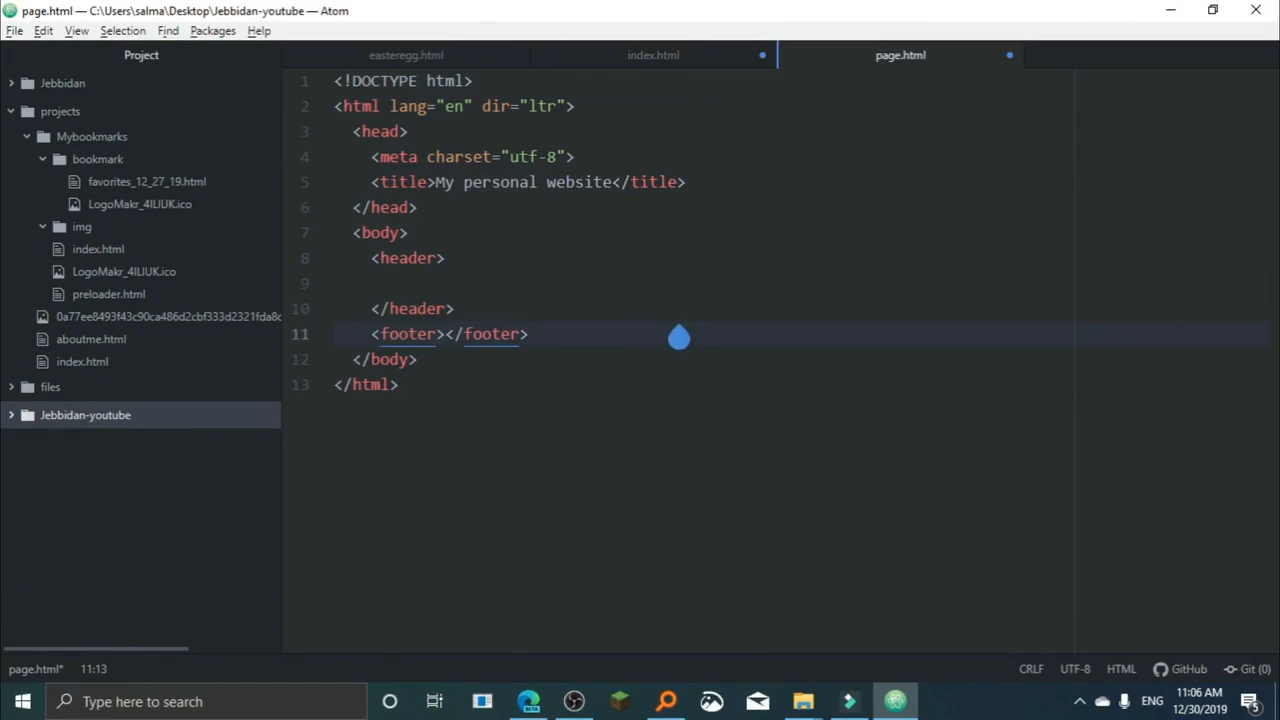 page.html — C:\Users\salma\Desktop\Jebbidan-youtube — Atom
File Edit View Selection Find Packages Help
Project
easteregg.html
index.html
page.html
Jebbidan
projects
Mybookmarks
bookmark
favorites_12_27_19.html
LogoMakr_4ILIUK.ico
img
index.html
LogoMakr_4ILIUK.ico
preloader.html
0a77ee8493f43c90ca486d2cbf333d2321fda8c
aboutme.html
index.html
files
Jebbidan-youtube
1 <!DOCTYPE html>
2 <html lang="en" dir="ltr">
3 <head>
4 <meta charset="utf-8">
5 <title>My personal website</title>
6 </head>
7 <body>
8 <header>
9
10 </header>
11 <footer></footer>
12 </body>
13 </html>
page.html* 11:13
CRLF UTF-8 HTML GitHub Git (0)
Type here to search
BETA
ENG
11:06 AM
12/30/2019
5